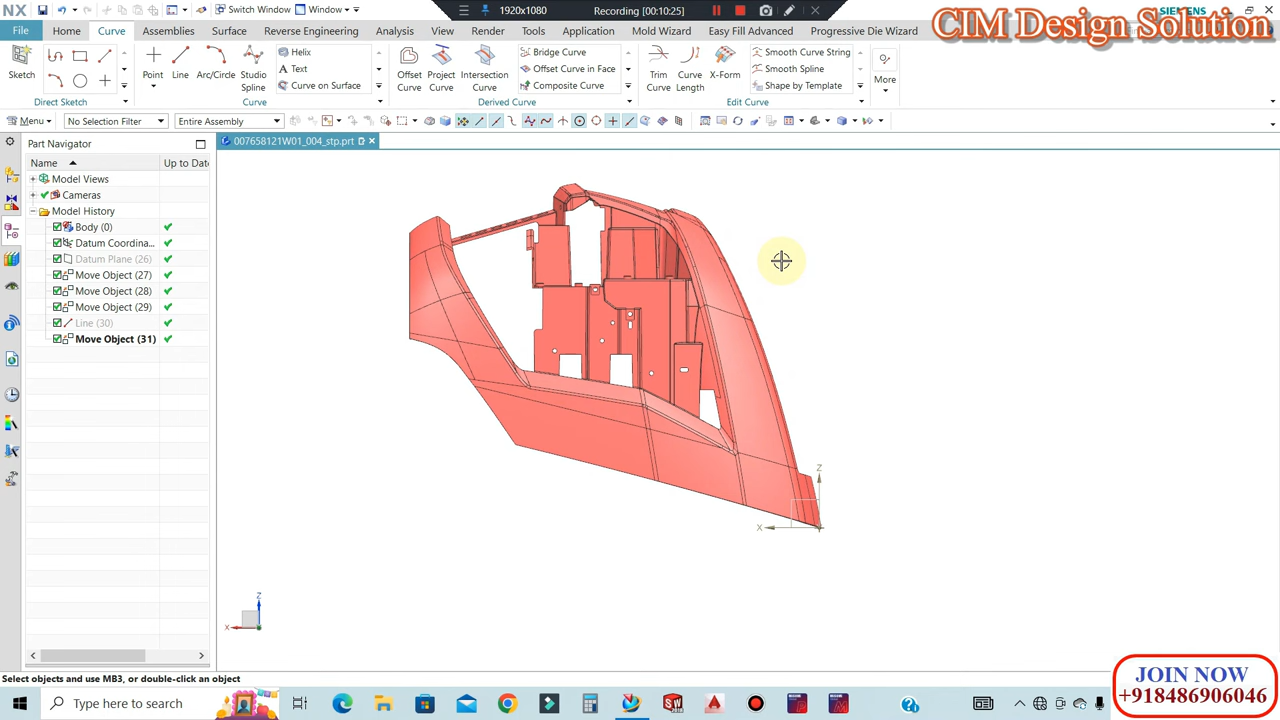 NX
Switch Window
Window
1920x1080
Recording [00:10:25]
SIEMENS
CIM Design Solution
File
Home
Curve
Assemblies
Surface
Reverse Engineering
Analysis
View
Render
Tools
Application
Mold Wizard
Easy Fill Advanced
Progressive Die Wizard
Sketch
Point
Line
Arc/Circle
Studio Spline
Helix
Text
Curve on Surface
Offset Curve
Project Curve
Intersection Curve
Bridge Curve
Offset Curve in Face
Composite Curve
Trim Curve
Curve Length
X-Form
Smooth Curve String
Smooth Spline
Shape by Template
More
Direct Sketch
Curve
Derived Curve
Edit Curve
Menu
No Selection Filter
Entire Assembly
Part Navigator
007658121W01_004_stp.prt
Name
Up to Date
Model Views
Cameras
Model History
Body (0)
Datum Coordina...
Datum Plane (26)
Move Object (27)
Move Object (28)
Move Object (29)
Line (30)
Move Object (31)
Z
X
Z
X
Select objects and use MB3, or double-click an object
JOIN NOW
+918486906046
Type here to search